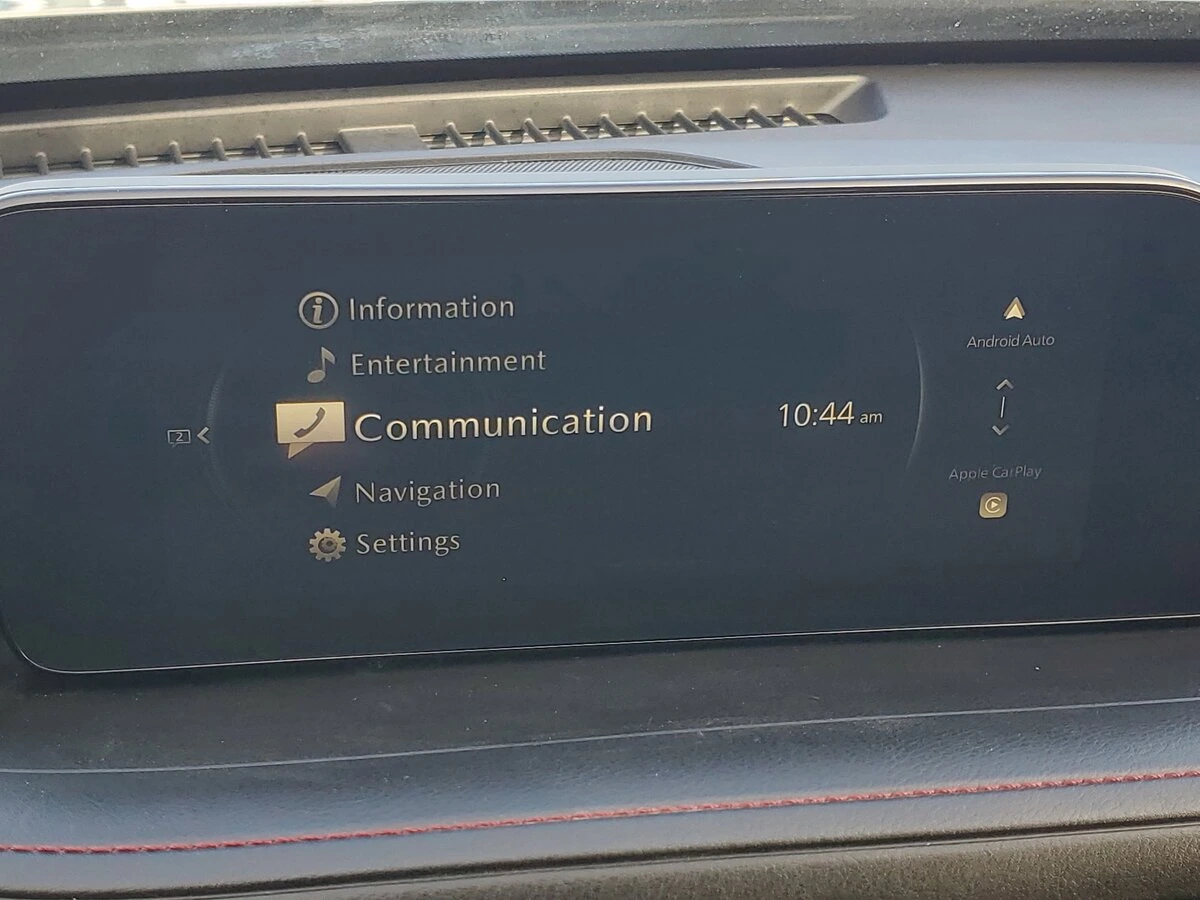 Information
Entertainment
2
Communication
Navigation
Settings
10:44 am
Android Auto
Apple CarPlay